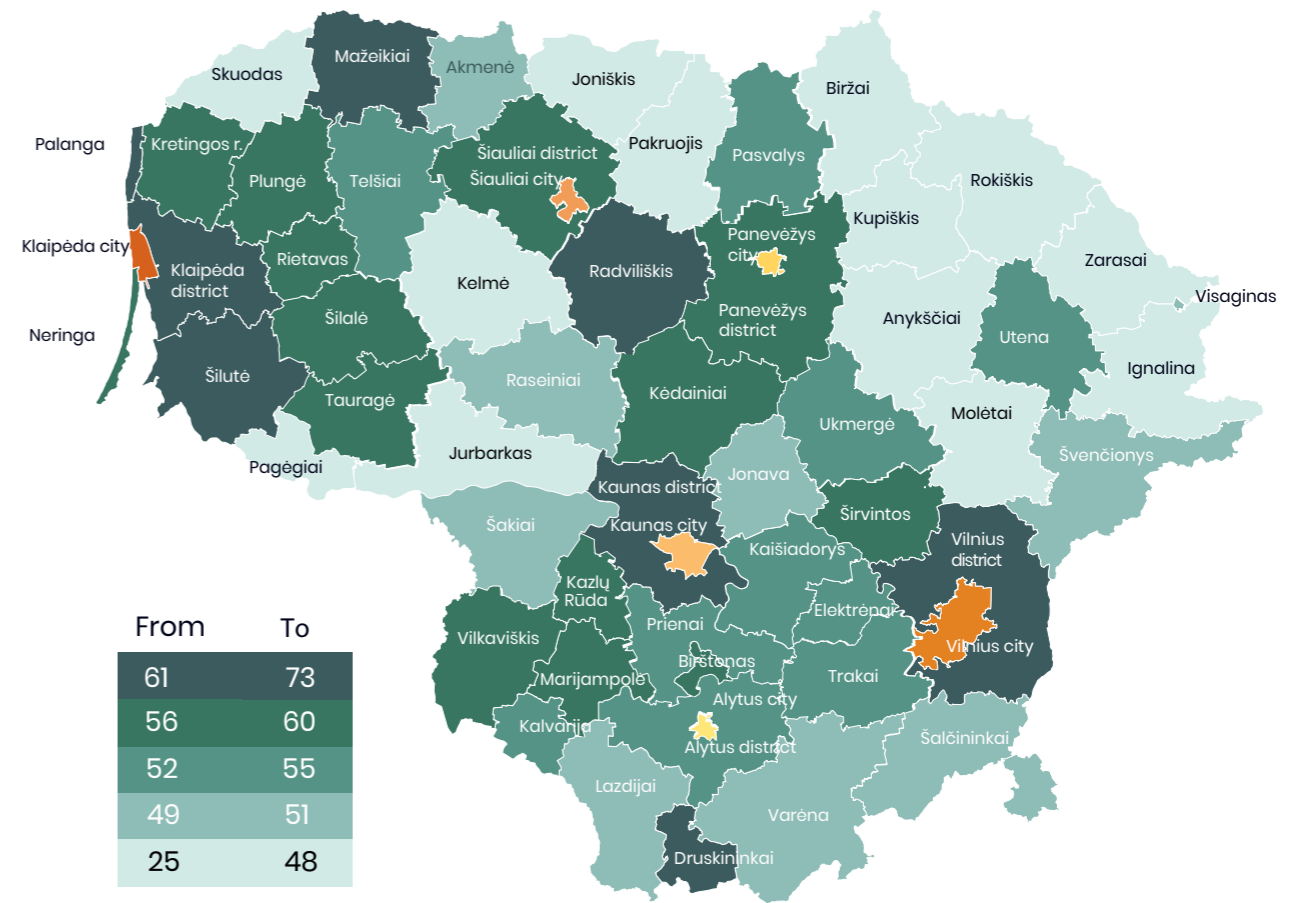 Mažeikiai
Akmenė
Skuodas
Joniškis
Biržai
Palanga
Kretingos r.
Šiauliai district
Pakruojis
Pasvalys
Plungė
Telšiai
Šiauliai city
Rokiškis
Kupiškis
Klaipėda city
Panevėžys
city
Rietavas
Klaipėda
district
Radviliškis
Kelmė
Zarasai
Visaginas
Neringa
Šilalė
Panevėžys
district
Anykščiai
Utena
Ignalina
Šilutė
Raseiniai
Tauragė
Kėdainiai
Molėtai
Ukmergė
Pagėgiai
Jurbarkas
Švenčionys
Jonava
Kaunas district
Šakiai
Kaunas city
Širvintos
Kaišiadorys
Vilnius
district
Kazlų
Rūda
Elektrėnai
Prienai
Vilkaviškis
Vilnius city
Birštonas
Marijampolė
Trakai
Alytus city
Kalvarija
Alytus district
Šalčininkai
Lazdijai
Varėna
Druskininkai
From To
61 73
56 60
52 55
49 51
25 48